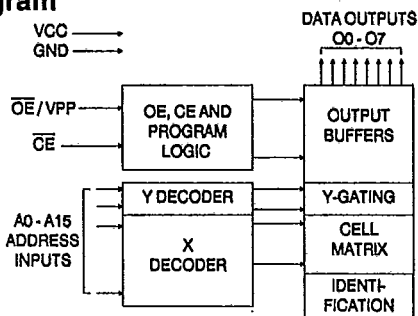 gram
DATA OUTPUTS
O0 - O7
VCC
GND
OE/VPP
CE
OE, CE AND
PROGRAM
LOGIC
OUTPUT
BUFFERS
A0 - A15
ADDRESS
INPUTS
Y DECODER
X
DECODER
Y-GATING
CELL
MATRIX
IDENTI-
FICATION